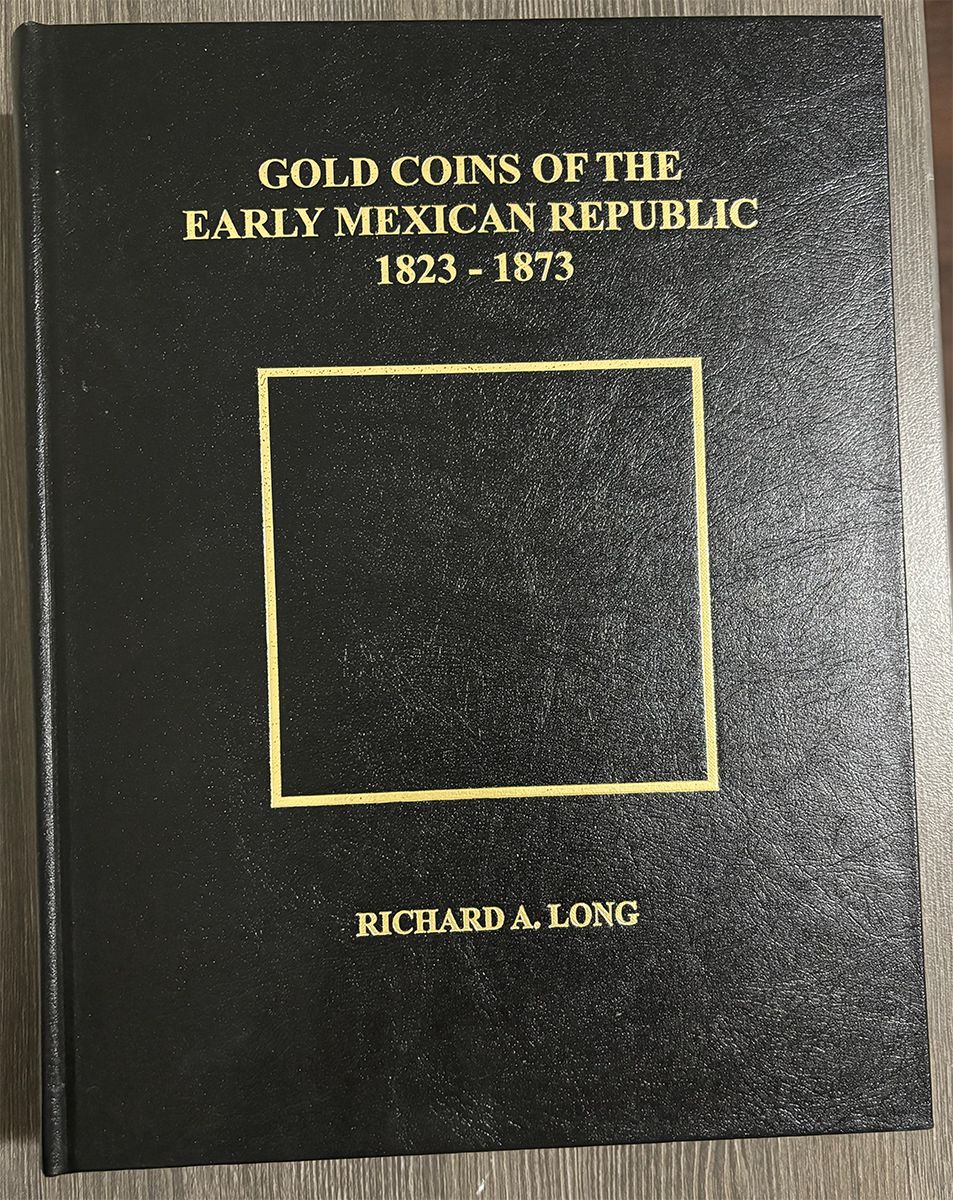 GOLD COINS OF THE
EARLY MEXICAN REPUBLIC
1823 - 1873
RICHARD A. LONG